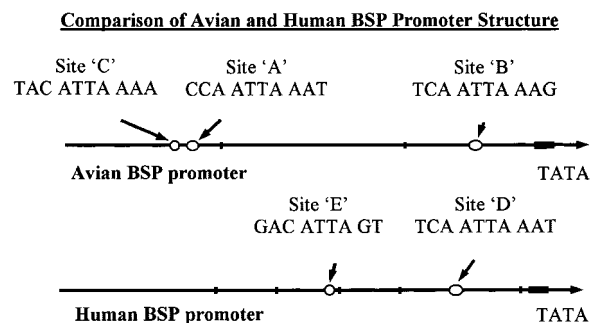 Comparison of Avian and Human BSP Promoter Structure
Site ‘C’ Site ‘A’ Site ‘B’
TAC ATTA AAA CCA ATTA AAT TCA ATTA AAG
Avian BSP promoter TATA
Site ‘E’ Site ‘D’
GAC ATTA GT TCA ATTA AAT
Human BSP promoter TATA